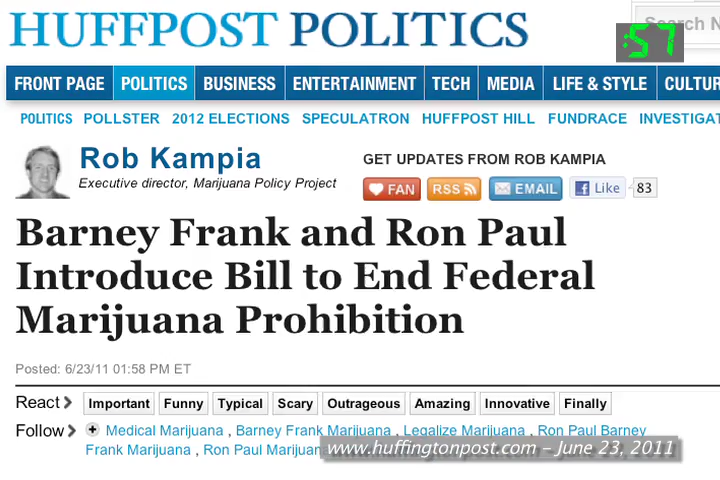 HUFFPOST POLITICS
Search N
:57
FRONT PAGE POLITICS BUSINESS ENTERTAINMENT TECH MEDIA LIFE & STYLE CULTUR
POLITICS POLLSTER 2012 ELECTIONS SPECULATRON HUFFPOST HILL FUNDRACE INVESTIGAT
Rob Kampia
Executive director, Marijuana Policy Project
GET UPDATES FROM ROB KAMPIA
FAN RSS EMAIL Like 83
Barney Frank and Ron Paul
Introduce Bill to End Federal
Marijuana Prohibition
Posted: 6/23/11 01:58 PM ET
React Important Funny Typical Scary Outrageous Amazing Innovative Finally
Follow Medical Marijuana , Barney Frank Marijuana , Legalize Marijuana , Ron Paul Barney
Frank Marijuana , Ron Paul Marijuan
www.huffingtonpost.com – June 23, 2011